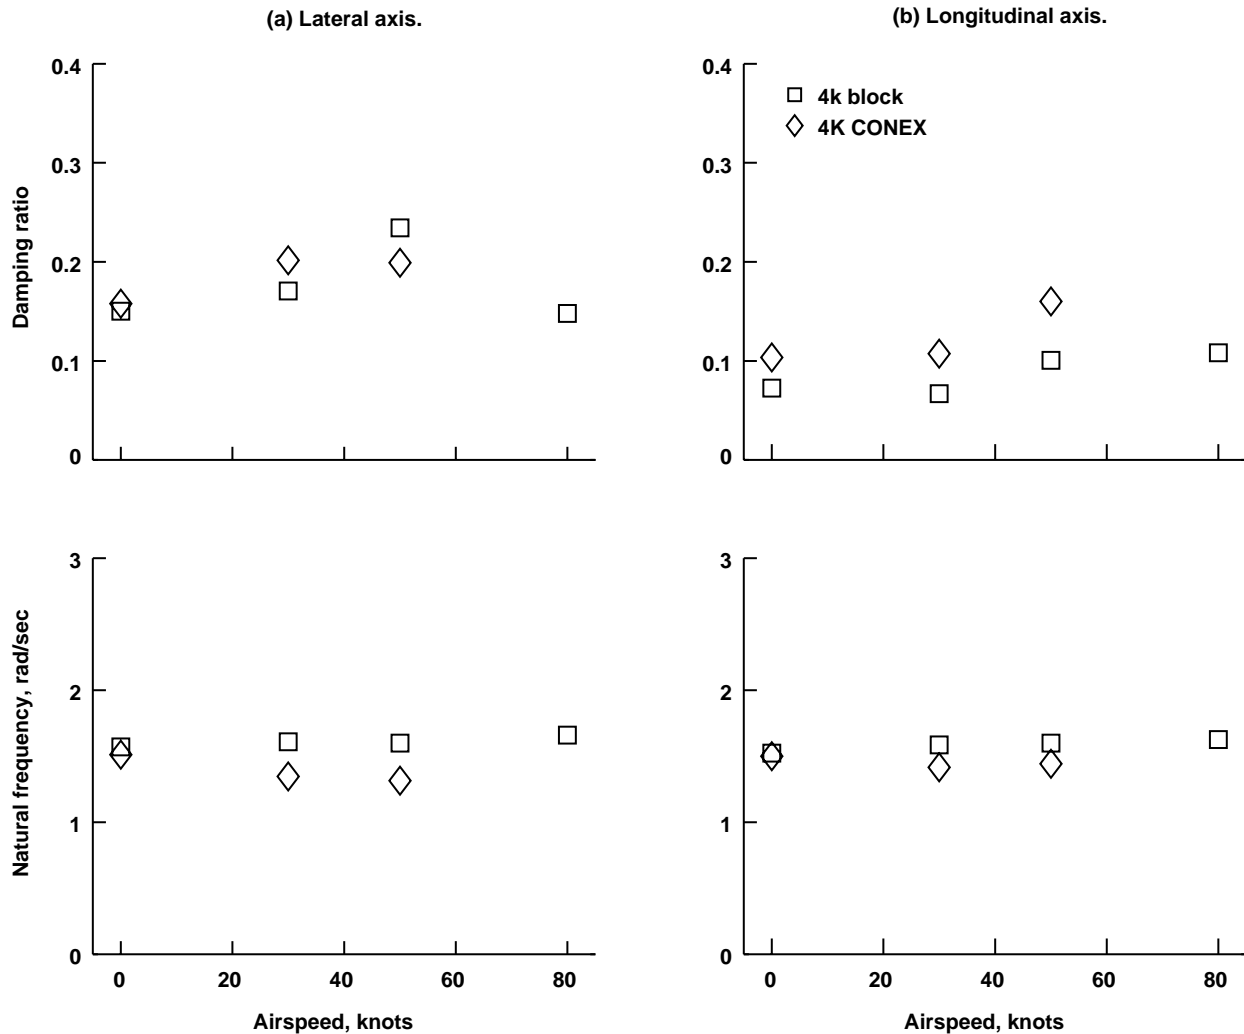 (a) Lateral axis.
(b) Longitudinal axis.
0.4
0.3
0.2
0.1
0
Damping ratio
0.4
0.3
0.2
0.1
0
4k block
4K CONEX
3
2
1
0
Natural frequency, rad/sec
0 20 40 60 80
Airspeed, knots
3
2
1
0
0 20 40 60 80
Airspeed, knots